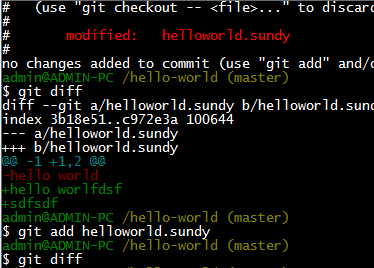 #   (use "git checkout -- <file>..." to discar
#
#       modified:   helloworld.sundy
#
no changes added to commit (use "git add" and/o
admin@ADMIN-PC /hello-world (master)
$ git diff
diff --git a/helloworld.sundy b/helloworld.sund
index 3b18e51..c972e3a 100644
--- a/helloworld.sundy
+++ b/helloworld.sundy
@@ -1 +1,2 @@
-hello world
+hello worlfdsf
+sdfsdf
admin@ADMIN-PC /hello-world (master)
$ git add helloworld.sundy
admin@ADMIN-PC /hello-world (master)
$ git diff